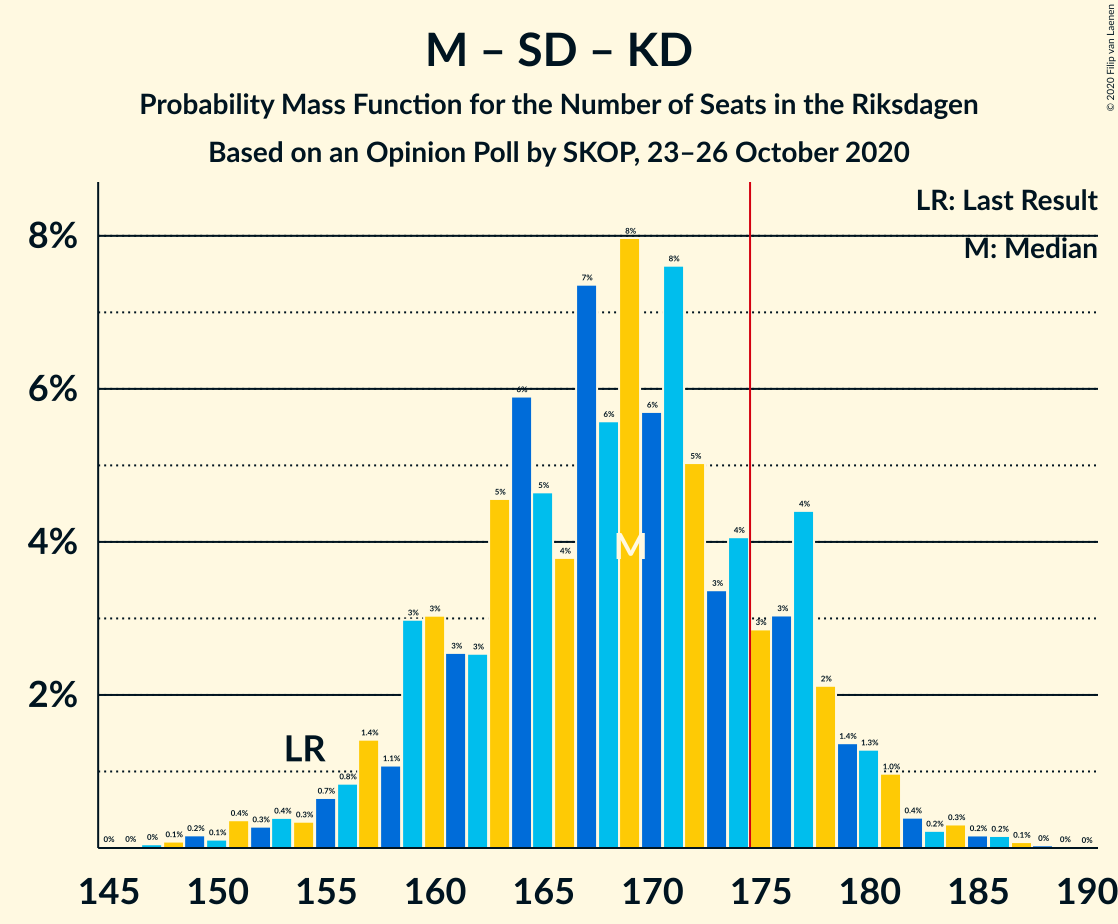 M – SD – KD
Probability Mass Function for the Number of Seats in the Riksdagen
Based on an Opinion Poll by SKOP, 23–26 October 2020
© 2020 Filip van Laenen
LR: Last Result
M: Median
8%
6%
4%
2%
0% 0% 0% 0.1% 0.2% 0.1% 0.4% 0.3% 0.4% 0.3% 0.7% 0.8% 1.4% 1.1% 3% 3% 3% 3% 5% 6% 5% 4% 7% 6% 8% 6% 8% 5% 3% 4% 3% 3% 4% 2% 1.4% 1.3% 1.0% 0.4% 0.2% 0.3% 0.2% 0.2% 0.1% 0% 0% 0%
LR
M
145 150 155 160 165 170 175 180 185 190